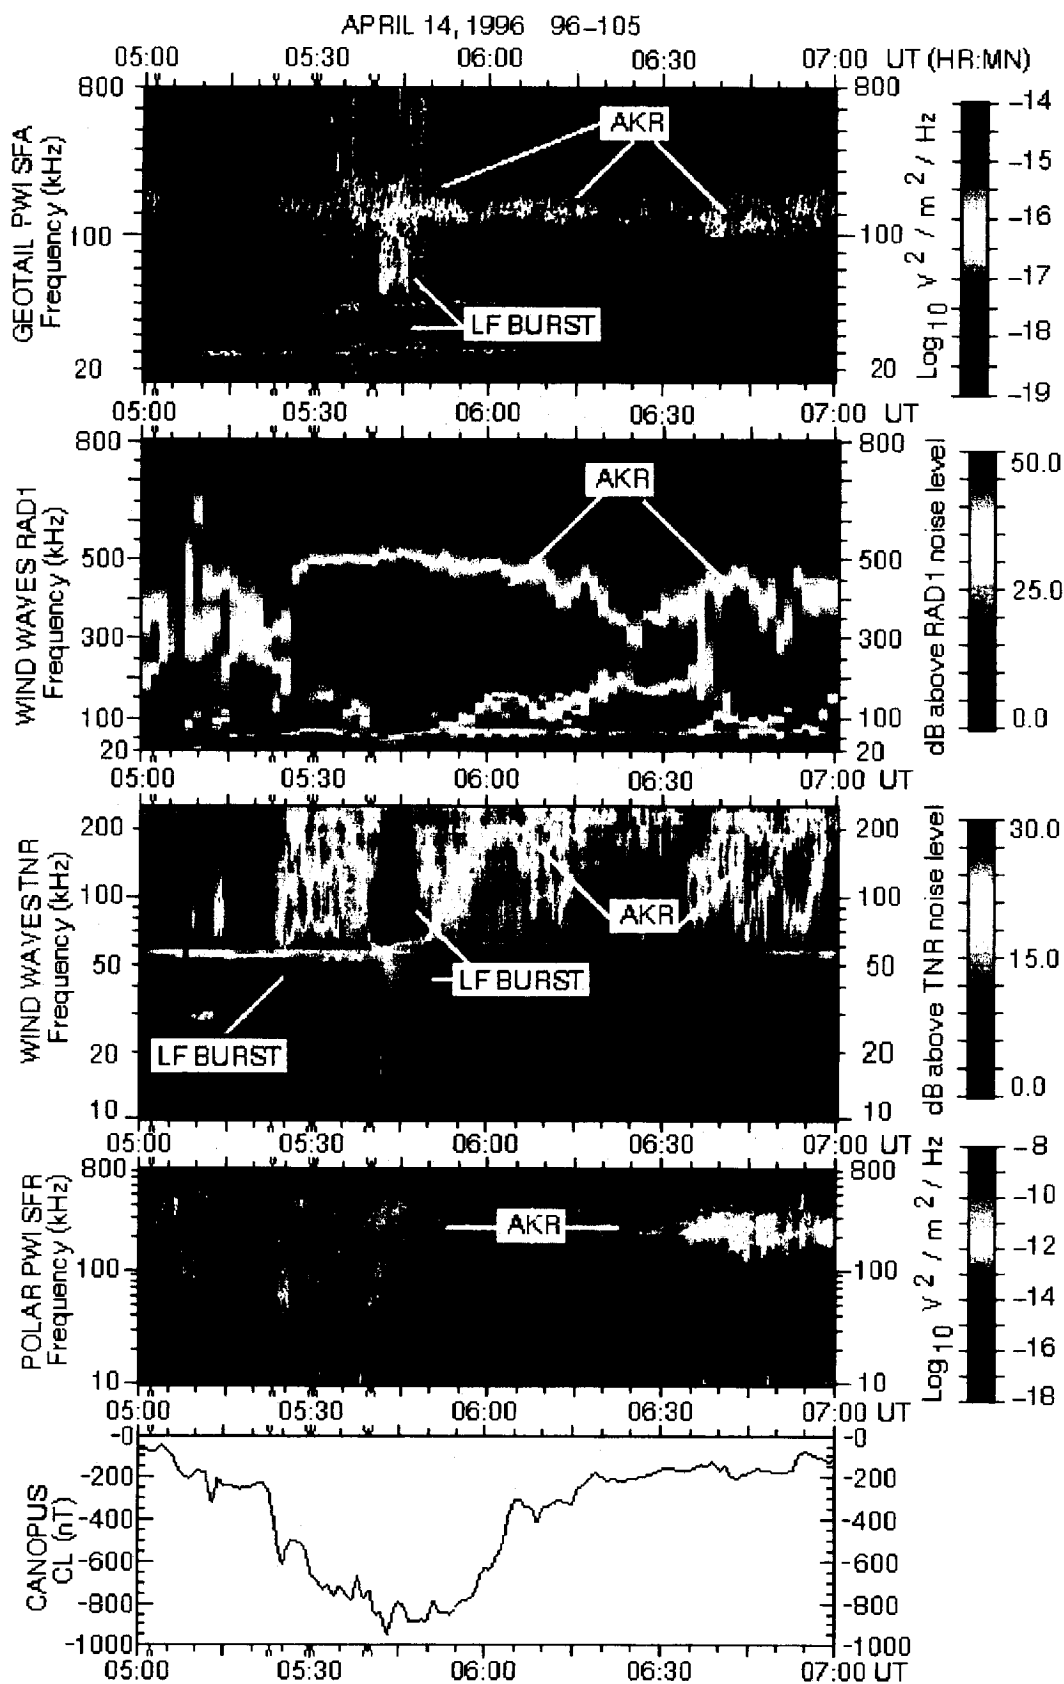 APRIL 14, 1996 96-105
05:00 05:30 06:00 06:30 07:00 UT (HR:MN)
GEOTAIL PWI SFA
Frequency (kHz)
800
100
20
AKR
LF BURST
800
100
20
Log10 V2 / m2 / Hz
-14
-15
-16
-17
-18
-19
05:00 05:30 06:00 06:30 07:00 UT
WIND WAVES RAD1
Frequency (kHz)
800
500
300
100
20
AKR
800
500
300
100
20
dB above RAD1 noise level
50.0
25.0
0.0
05:00 05:30 06:00 06:30 07:00 UT
WIND WAVES TNR
Frequency (kHz)
200
100
50
20
10
AKR
LF BURST
LF BURST
200
100
50
20
10
dB above TNR noise level
30.0
15.0
0.0
05:00 05:30 06:00 06:30 07:00 UT
POLAR PWI SFR
Frequency (kHz)
800
100
10
AKR
800
100
10
Log10 V2 / m2 / Hz
-8
-10
-12
-14
-16
-18
05:00 05:30 06:00 06:30 07:00 UT
CANOPUS
CL (nT)
-0
-200
-400
-600
-800
-1000
-0
-200
-400
-600
-800
-1000
05:00 05:30 06:00 06:30 07:00 UT